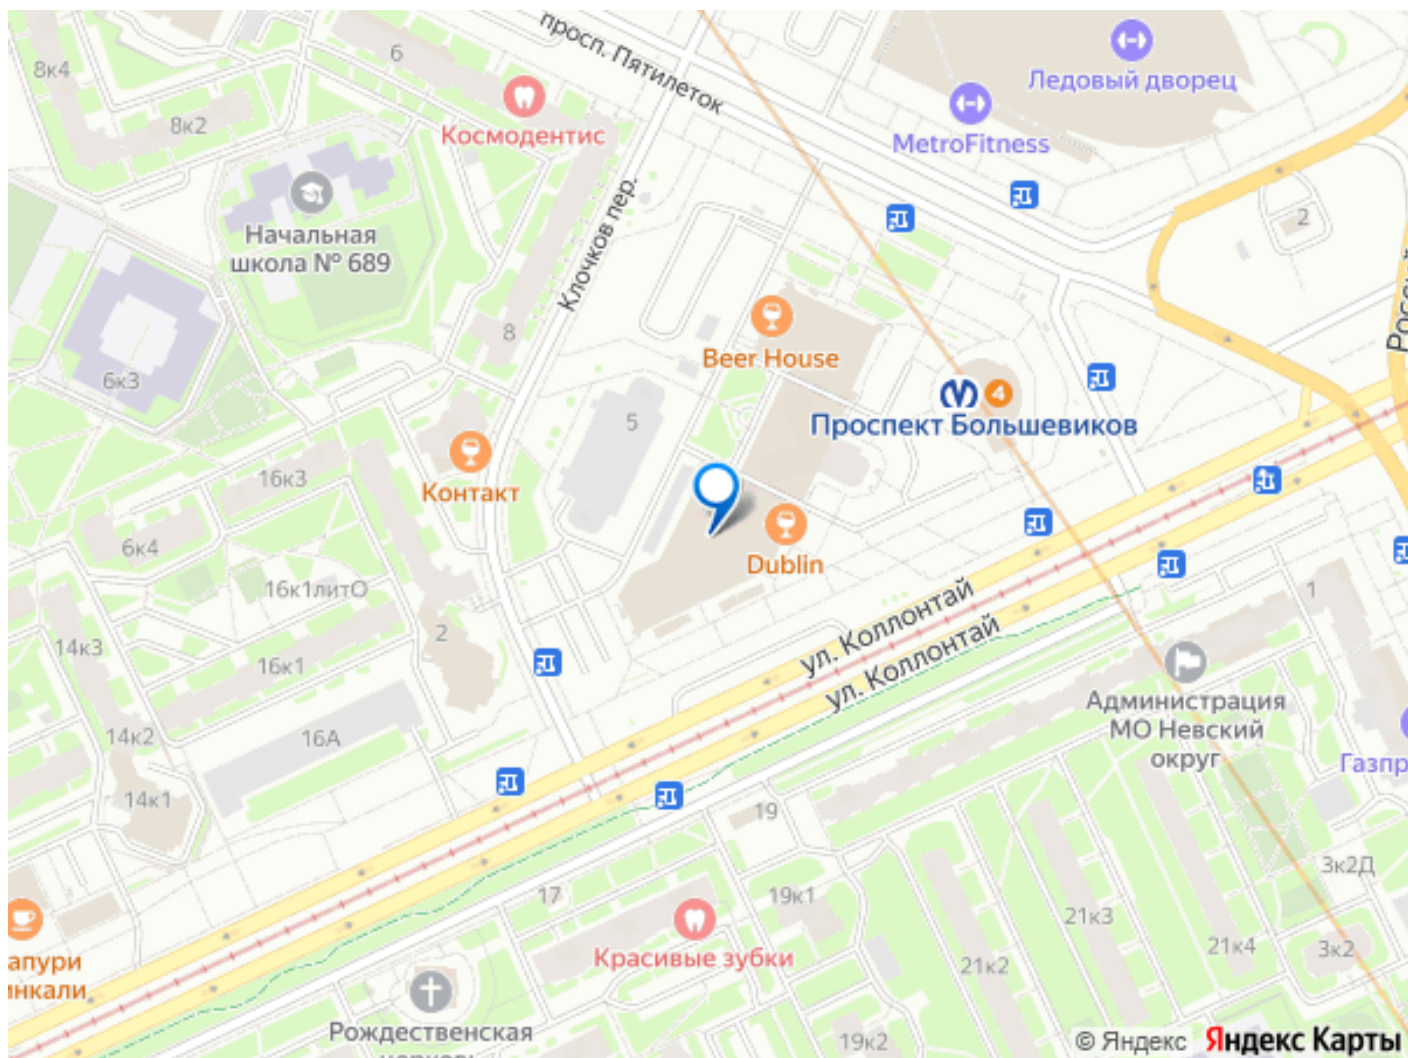 просп. Пятилеток
6
8к4
Ледовый дворец
Космодентис
8к2
MetroFitness
Клочков пер.
2
Начальная
школа № 689
8
Beer House
6к3
4
Проспект Большевиков
5
16к3
Контакт
6к4
Dublin
16к1литО
ул. Коллонтай
ул. Коллонтай
1
2
14к3
16к1
Администрация
МО Невский
округ
14к2
16А
14к1
19
3к2Д
17
19к1
21к3
21к4
3к2
Красивые зубки
21к2
Рождественская
19к2
© Яндекс
Яндекс Карты